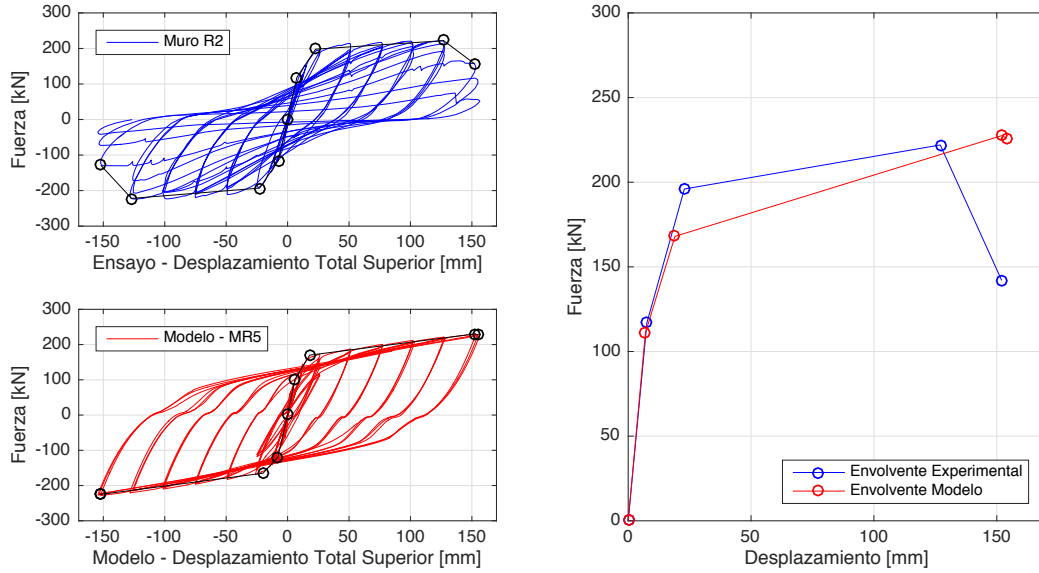 300
200
100
0
-100
-200
-300
Fuerza [kN]
Muro R2
-150 -100 -50 0 50 100 150
Ensayo - Desplazamiento Total Superior [mm]
300
200
100
0
-100
-200
-300
Fuerza [kN]
Modelo - MR5
-150 -100 -50 0 50 100 150
Modelo - Desplazamiento Total Superior [mm]
300
250
200
150
100
50
0
Fuerza [kN]
Envolvente Experimental
Envolvente Modelo
0 50 100 150
Desplazamiento [mm]